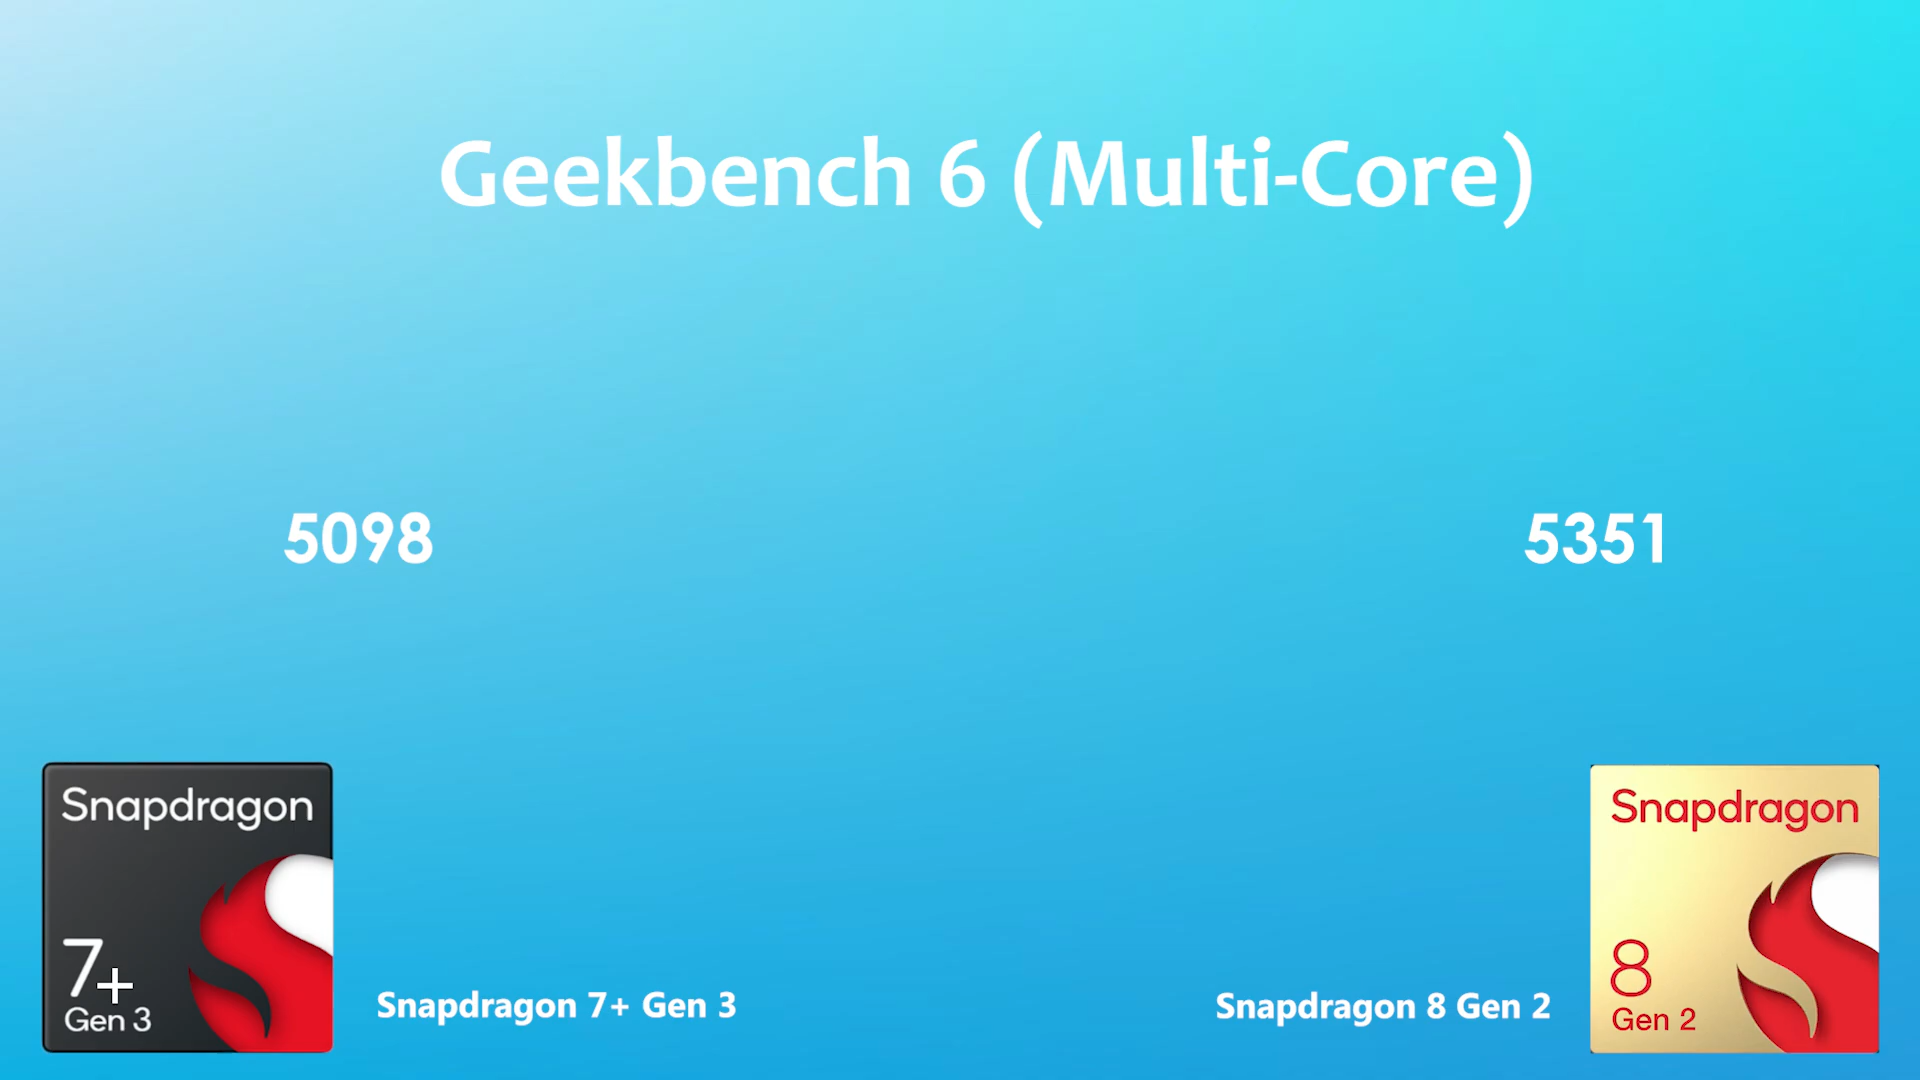 Geekbench 6 (Multi-Core)
5098
5351
Snapdragon
7+
Gen 3
Snapdragon 7+ Gen 3
Snapdragon 8 Gen 2
Snapdragon
8
Gen 2